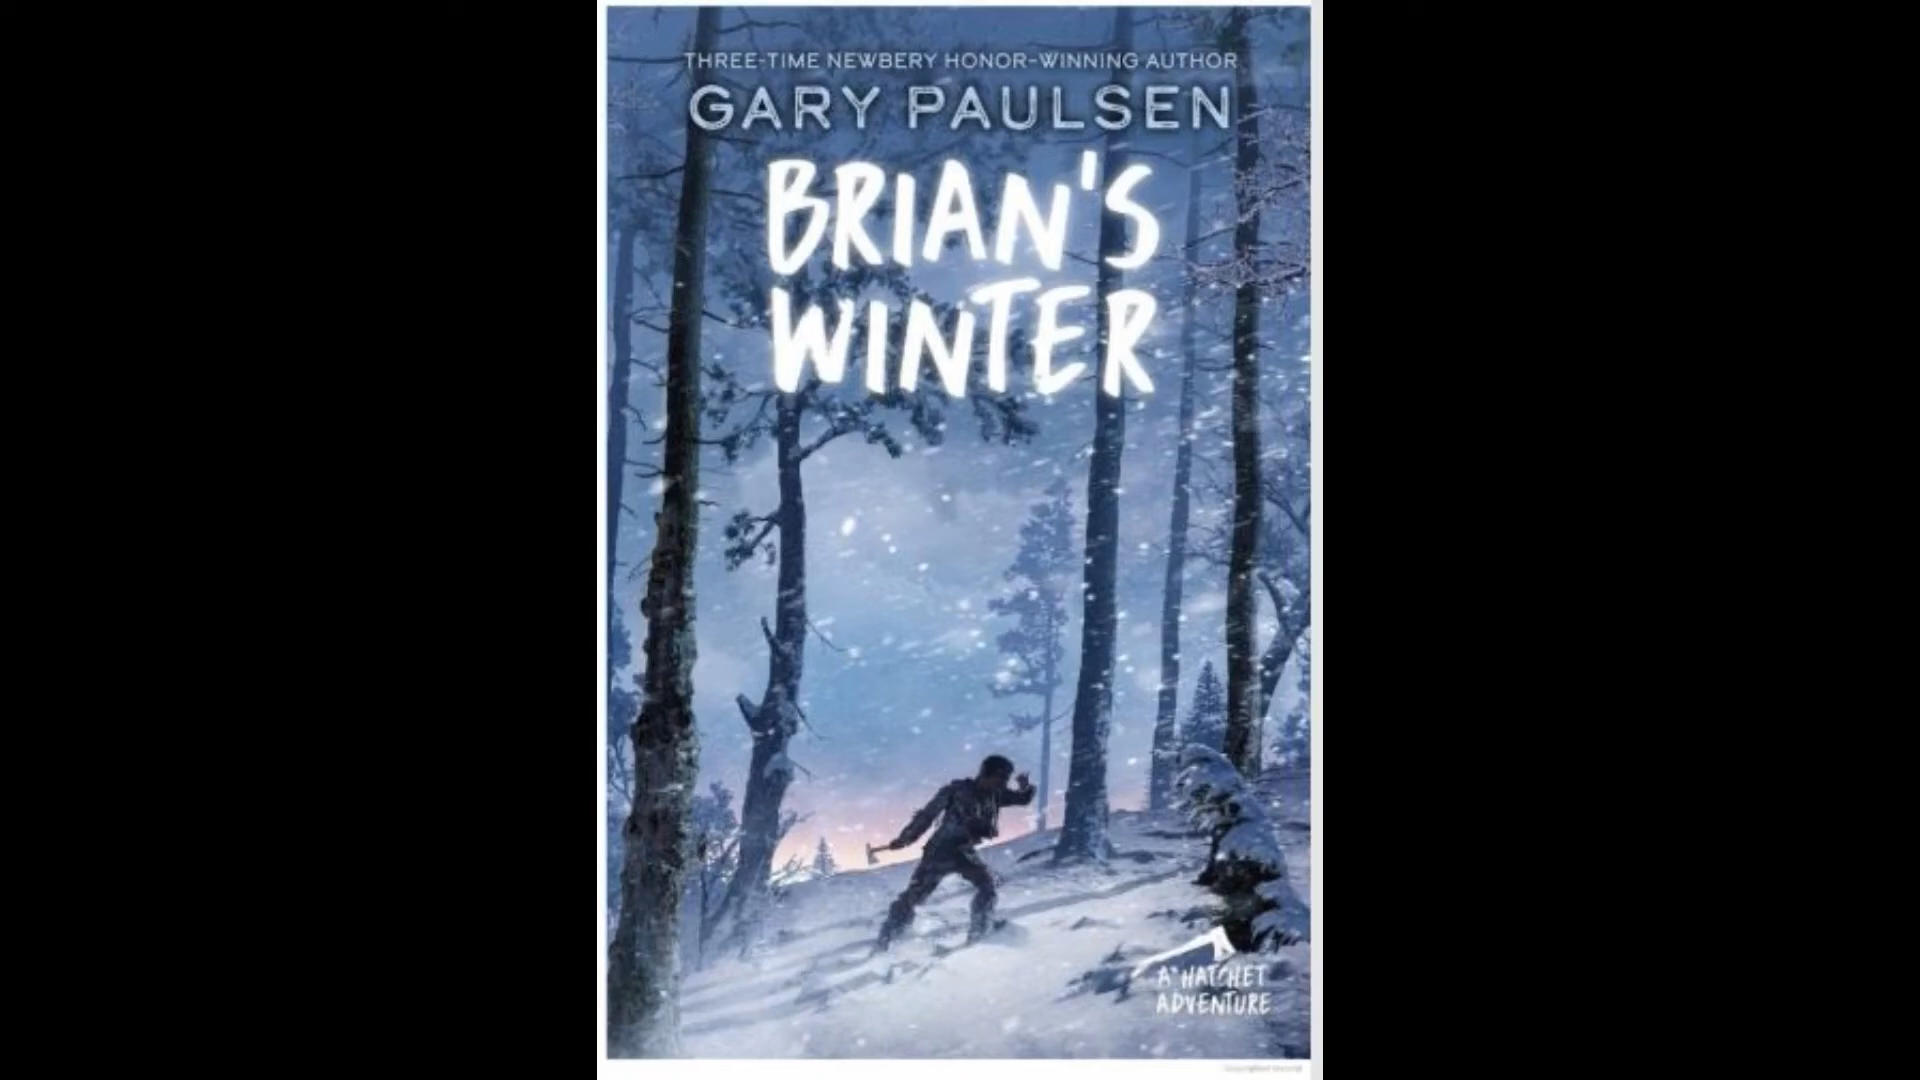 THREE-TIME NEWBERY HONOR-WINNING AUTHOR
GARY PAULSEN
BRIAN'S
WINTER
A HATCHET
ADVENTURE